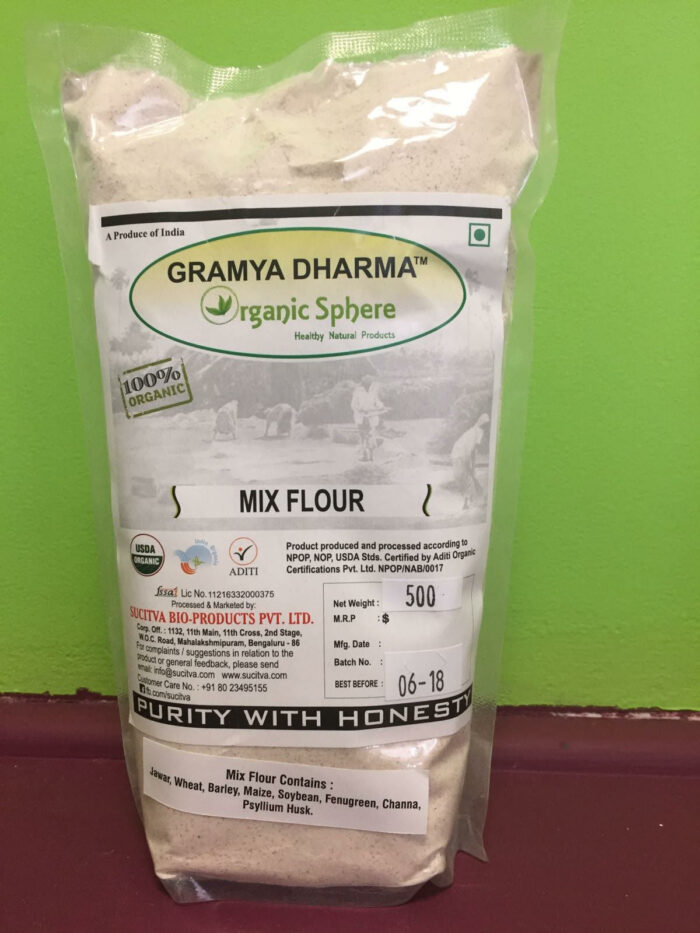 A Produce of India
GRAMYA DHARMA™
Organic Sphere
Healthy Natural Products
100%
ORGANIC
MIX FLOUR
USDA
ORGANIC
India Organic
ADITI
Product produced and processed according to
NPOP, NOP, USDA Stds. Certified by Aditi Organic
Certifications Pvt. Ltd. NPOP/NAB/0017
fssai Lic No. 11216332000375
Processed & Marketed by:
SUCITVA BIO-PRODUCTS PVT. LTD.
Corp. Off. : 1132, 11th Main, 11th Cross, 2nd Stage,
W.O.C. Road, Mahalakshmipuram, Bengaluru - 86
For complaints / suggestions in relation to the
product or general feedback, please send
email: info@sucitva.com www.sucitva.com
Customer Care No. : +91 80 23495155
fb.com/sucitva
Net Weight : 500
M.R.P : $
Mfg. Date :
Batch No. :
BEST BEFORE : 06-18
PURITY WITH HONESTY
Mix Flour Contains :
Jawar, Wheat, Barley, Maize, Soybean, Fenugreen, Channa,
Psyllium Husk.